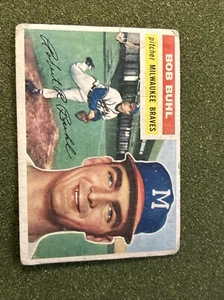 BOB BUHL
pitcher MILWAUKEE BRAVES
Robert R. Buhl
M